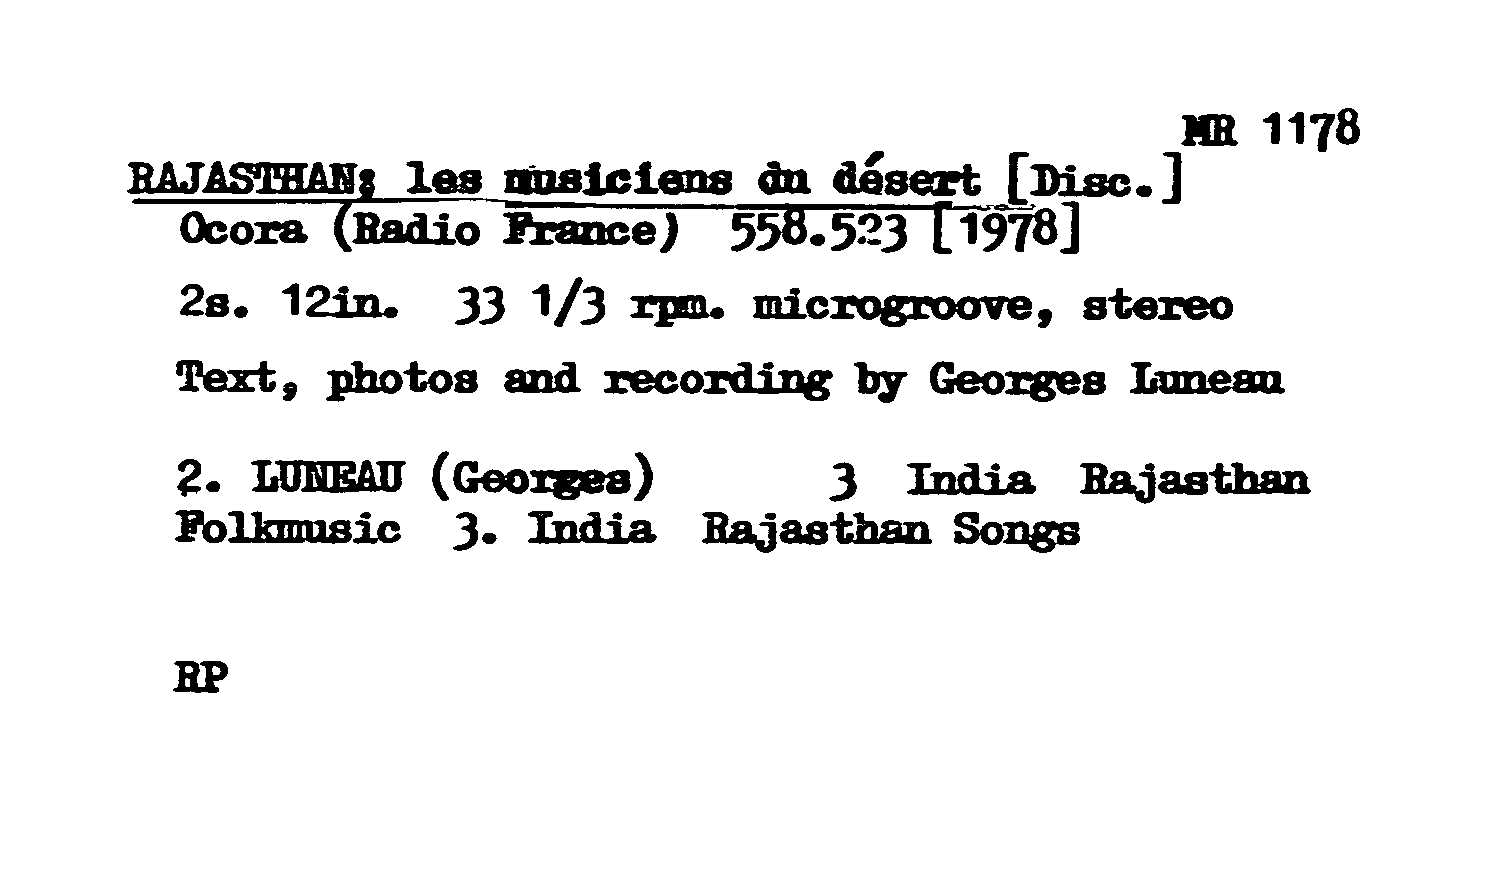 MR 1178
RAJASTHAN; les musiciens du désert [Disc.]
Ocora (Radio France) 558.523 [1978]
2s. 12in. 33 1/3 rpm. microgroove, stereo
Text, photos and recording by Georges Luneau
2. LUNEAU (Georges) 3 India Rajasthan
Folkmusic 3. India Rajasthan Songs
RP